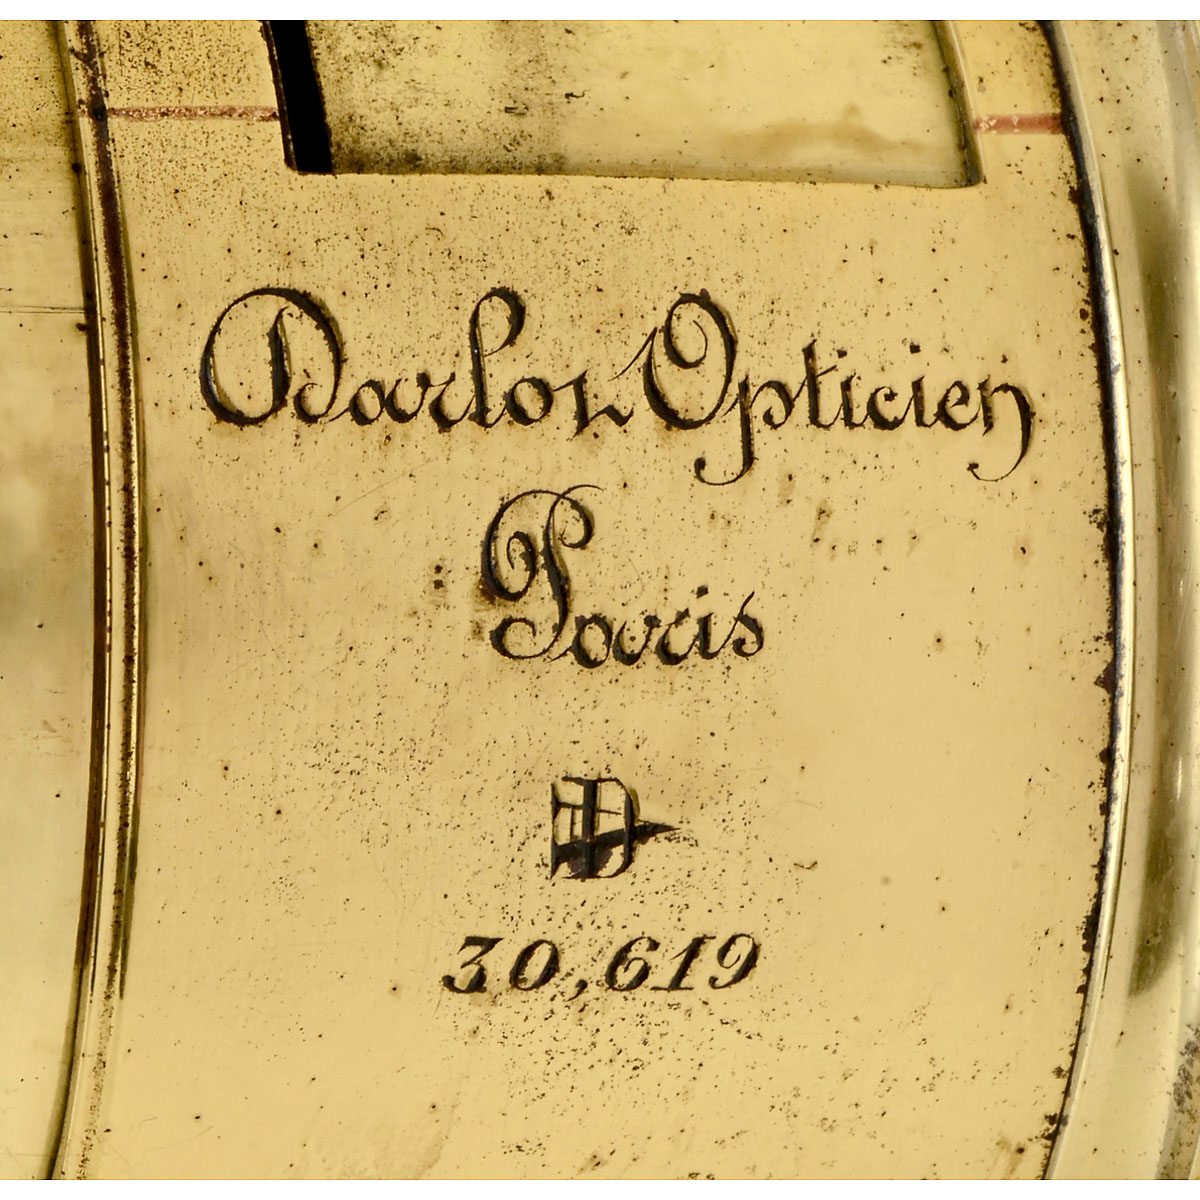 Darlot Opticien
Paris
D
30,619